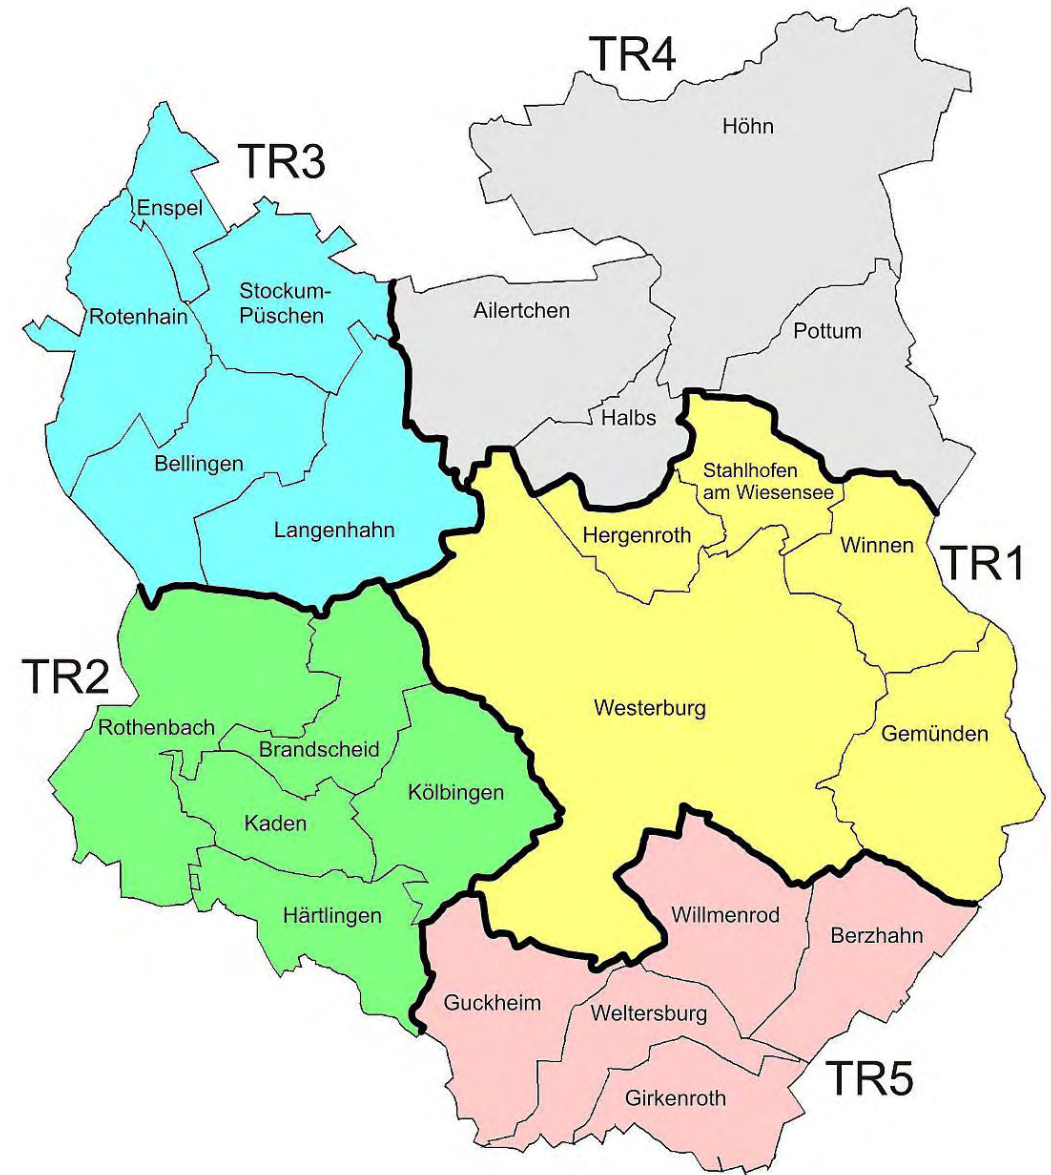 TR4
Höhn
TR3
Enspel
Stockum-
Püschen
Rotenhain
Ailertchen
Pottum
Halbs
Bellingen
Stahlhofen
am Wiesensee
Langenhahn
Hergenroth
Winnen
TR1
TR2
Rothenbach
Brandscheid
Westerburg
Gemünden
Kölbingen
Kaden
Härtlingen
Willmenrod
Berzhahn
Guckheim
Weltersburg
TR5
Girkenroth